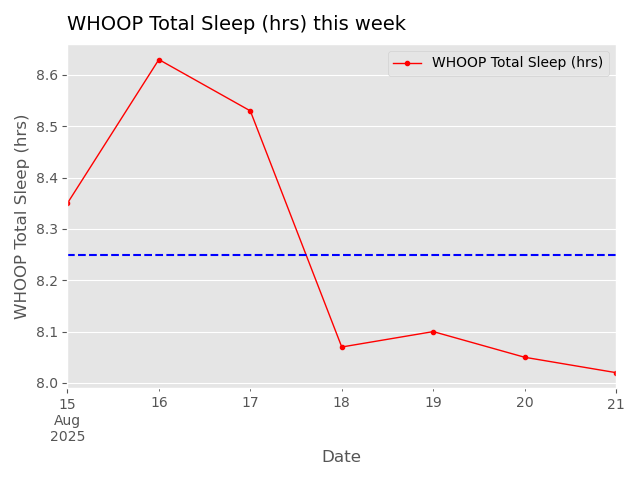 WHOOP Total Sleep (hrs) this week
WHOOP Total Sleep (hrs)
WHOOP Total Sleep (hrs)
8.6
8.5
8.4
8.3
8.2
8.1
8.0
15 16 17 18 19 20 21
Aug
2025
Date